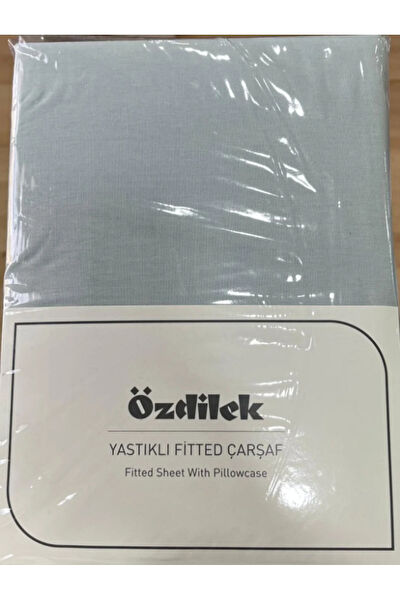 Özdilek
YASTIKLI FİTTED ÇARŞAF
Fitted Sheet With Pillowcase